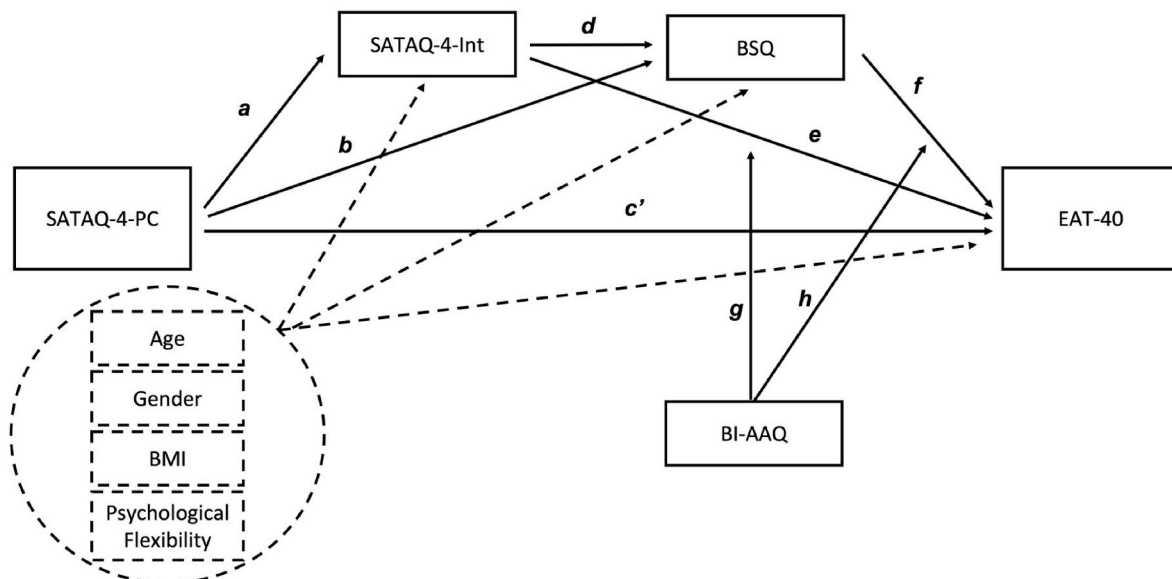 SATAQ-4-Int
d
BSQ
a
b
f
e
SATAQ-4-PC
c'
EAT-40
g
h
Age
Gender
BMI
Psychological
Flexibility
BI-AAQ